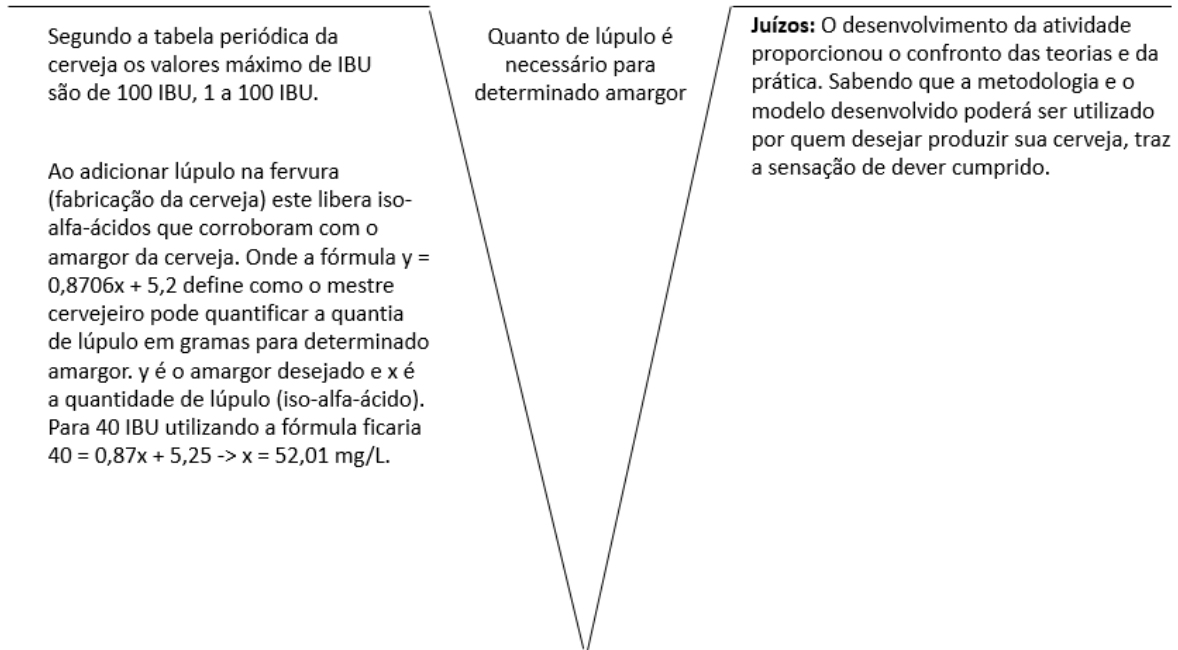 Segundo a tabela periódica da
cerveja os valores máximo de IBU
são de 100 IBU, 1 a 100 IBU.
Ao adicionar lúpulo na fervura
(fabricação da cerveja) este libera iso-
alfa-ácidos que corroboram com o
amargor da cerveja. Onde a fórmula y =
0,8706x + 5,2 define como o mestre
cervejeiro pode quantificar a quantia
de lúpulo em gramas para determinado
amargor. y é o amargor desejado e x é
a quantidade de lúpulo (iso-alfa-ácido).
Para 40 IBU utilizando a fórmula ficaria
40 = 0,87x + 5,25 -> x = 52,01 mg/L.
Quanto de lúpulo é
necessário para
determinado amargor
Juízos: O desenvolvimento da atividade
proporcionou o confronto das teorias e da
prática. Sabendo que a metodologia e o
modelo desenvolvido poderá ser utilizado
por quem desejar produzir sua cerveja, traz
a sensação de dever cumprido.